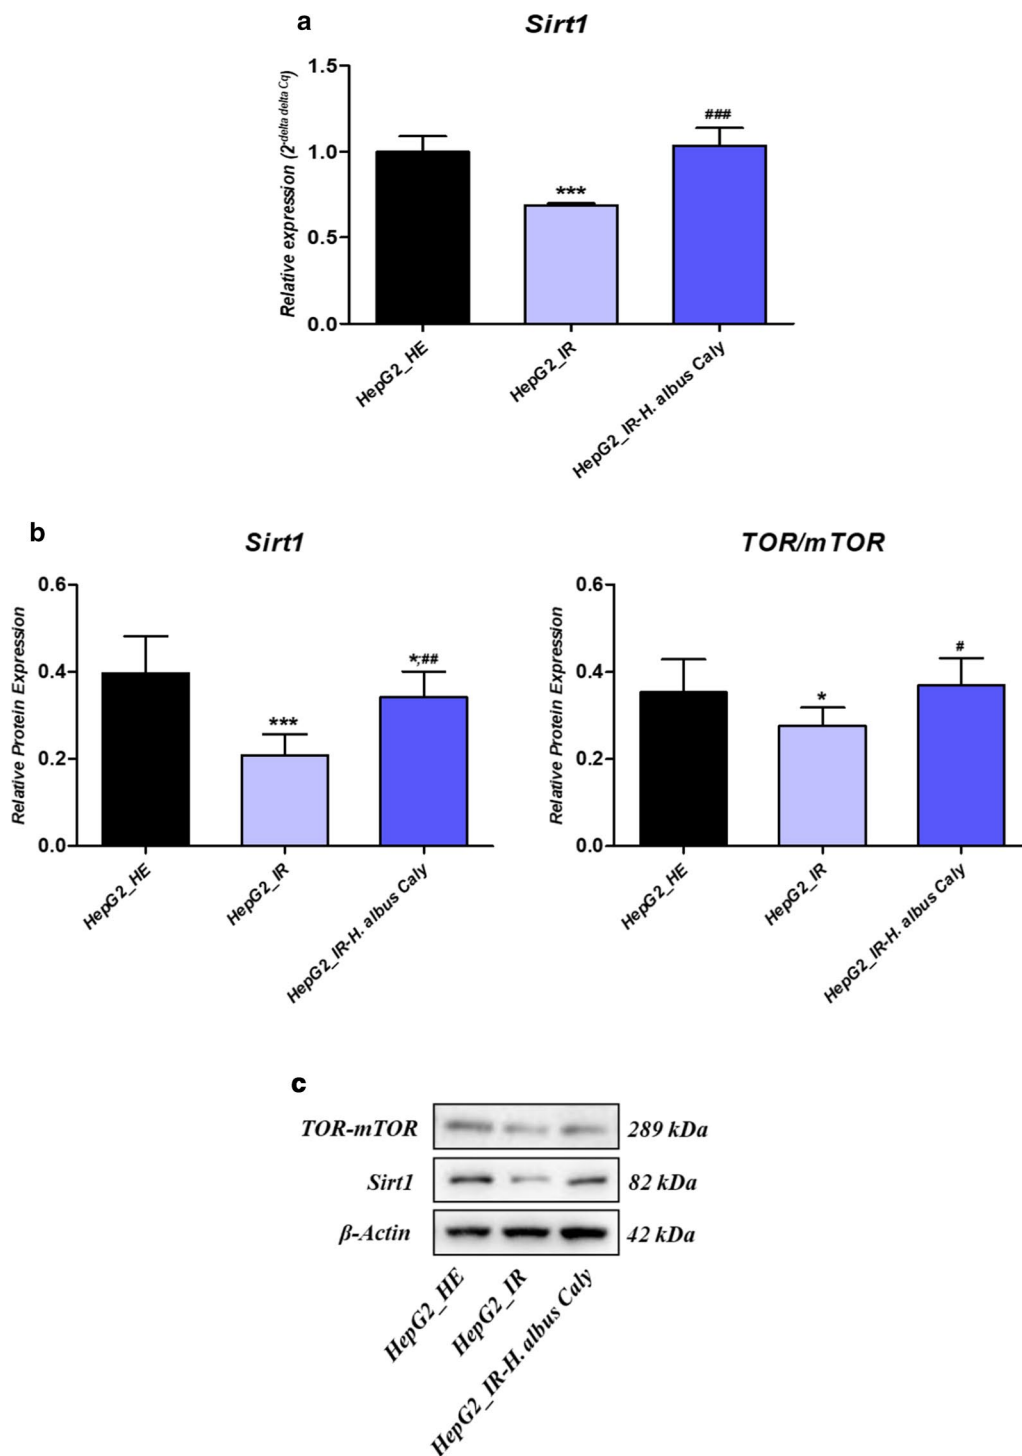 a
Sirt1
Relative expression (2^-delta delta Cq)
1.5
1.0
0.5
0.0
***
###
HepG2_HE
HepG2_IR
HepG2_IR-H. albus Caly
b
Sirt1
Relative Protein Expression
0.6
0.4
0.2
0.0
***
*;##
HepG2_HE
HepG2_IR
HepG2_IR-H. albus Caly
TOR/mTOR
Relative Protein Expression
0.6
0.4
0.2
0.0
*
#
HepG2_HE
HepG2_IR
HepG2_IR-H. albus Caly
c
TOR-mTOR 289 kDa
Sirt1 82 kDa
β-Actin 42 kDa
HepG2_HE
HepG2_IR
HepG2_IR-H. albus Caly